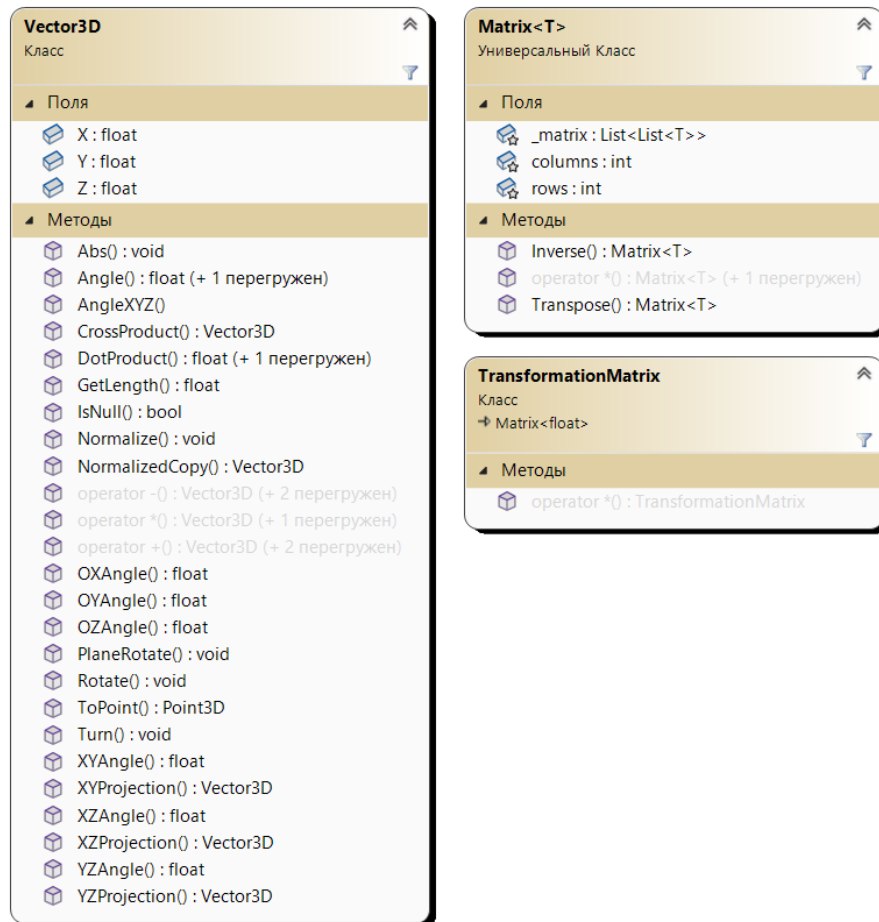 Vector3D
Класс
Поля
X : float
Y : float
Z : float
Методы
Abs() : void
Angle() : float (+ 1 перегружен)
AngleXYZ()
CrossProduct() : Vector3D
DotProduct() : float (+ 1 перегружен)
GetLength() : float
IsNull() : bool
Normalize() : void
NormalizedCopy() : Vector3D
operator -() : Vector3D (+ 2 перегружен)
operator *() : Vector3D (+ 1 перегружен)
operator +() : Vector3D (+ 2 перегружен)
OXAngle() : float
OYAngle() : float
OZAngle() : float
PlaneRotate() : void
Rotate() : void
ToPoint() : Point3D
Turn() : void
XYAngle() : float
XYProjection() : Vector3D
XZAngle() : float
XZProjection() : Vector3D
YZAngle() : float
YZProjection() : Vector3D
Matrix<T>
Универсальный Класс
Поля
_matrix : List<List<T>>
columns : int
rows : int
Методы
Inverse() : Matrix<T>
operator *() : Matrix<T> (+ 1 перегружен)
Transpose() : Matrix<T>
TransformationMatrix
Класс
Matrix<float>
Методы
operator *() : TransformationMatrix